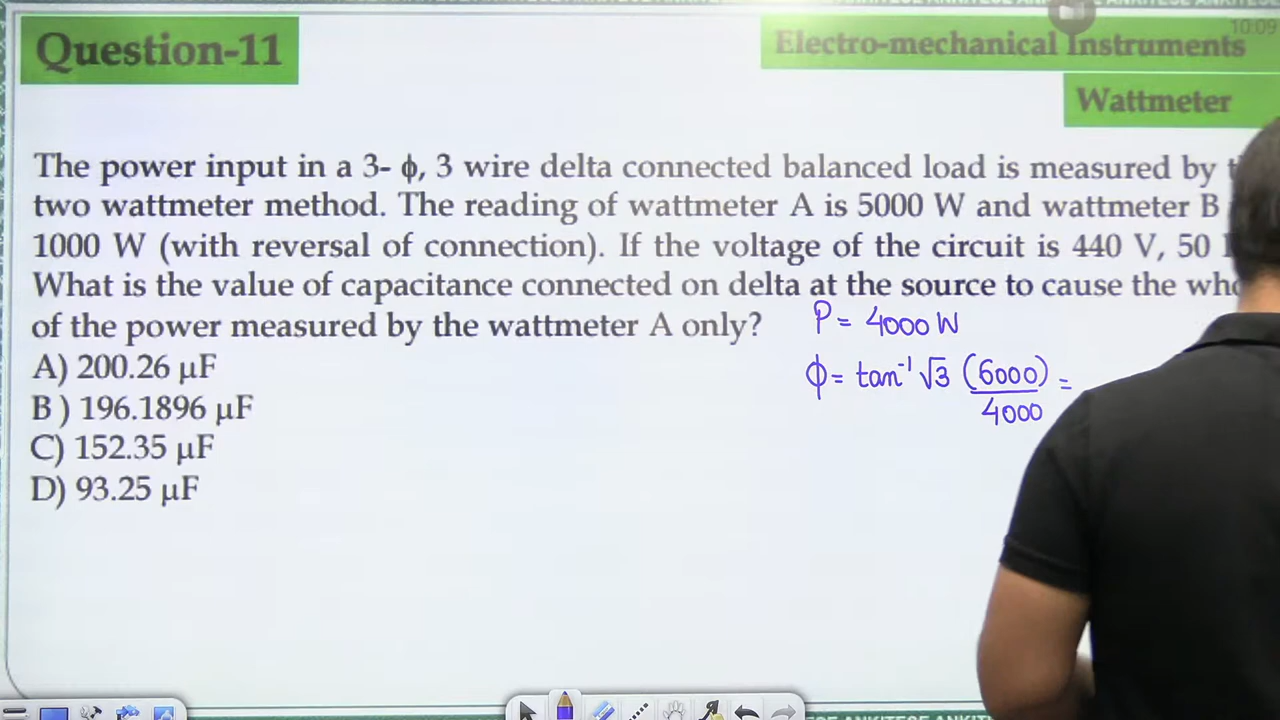 Question-11
Electro-mechanical Instruments
10:09
Wattmeter
The power input in a 3- ϕ, 3 wire delta connected balanced load is measured by
two wattmeter method. The reading of wattmeter A is 5000 W and wattmeter B
1000 W (with reversal of connection). If the voltage of the circuit is 440 V, 50
What is the value of capacitance connected on delta at the source to cause the
of the power measured by the wattmeter A only?
A) 200.26 μF
B ) 196.1896 μF
C) 152.35 μF
D) 93.25 μF
P = 4000 W
ϕ = tan⁻¹ √3 (6000) =
4000